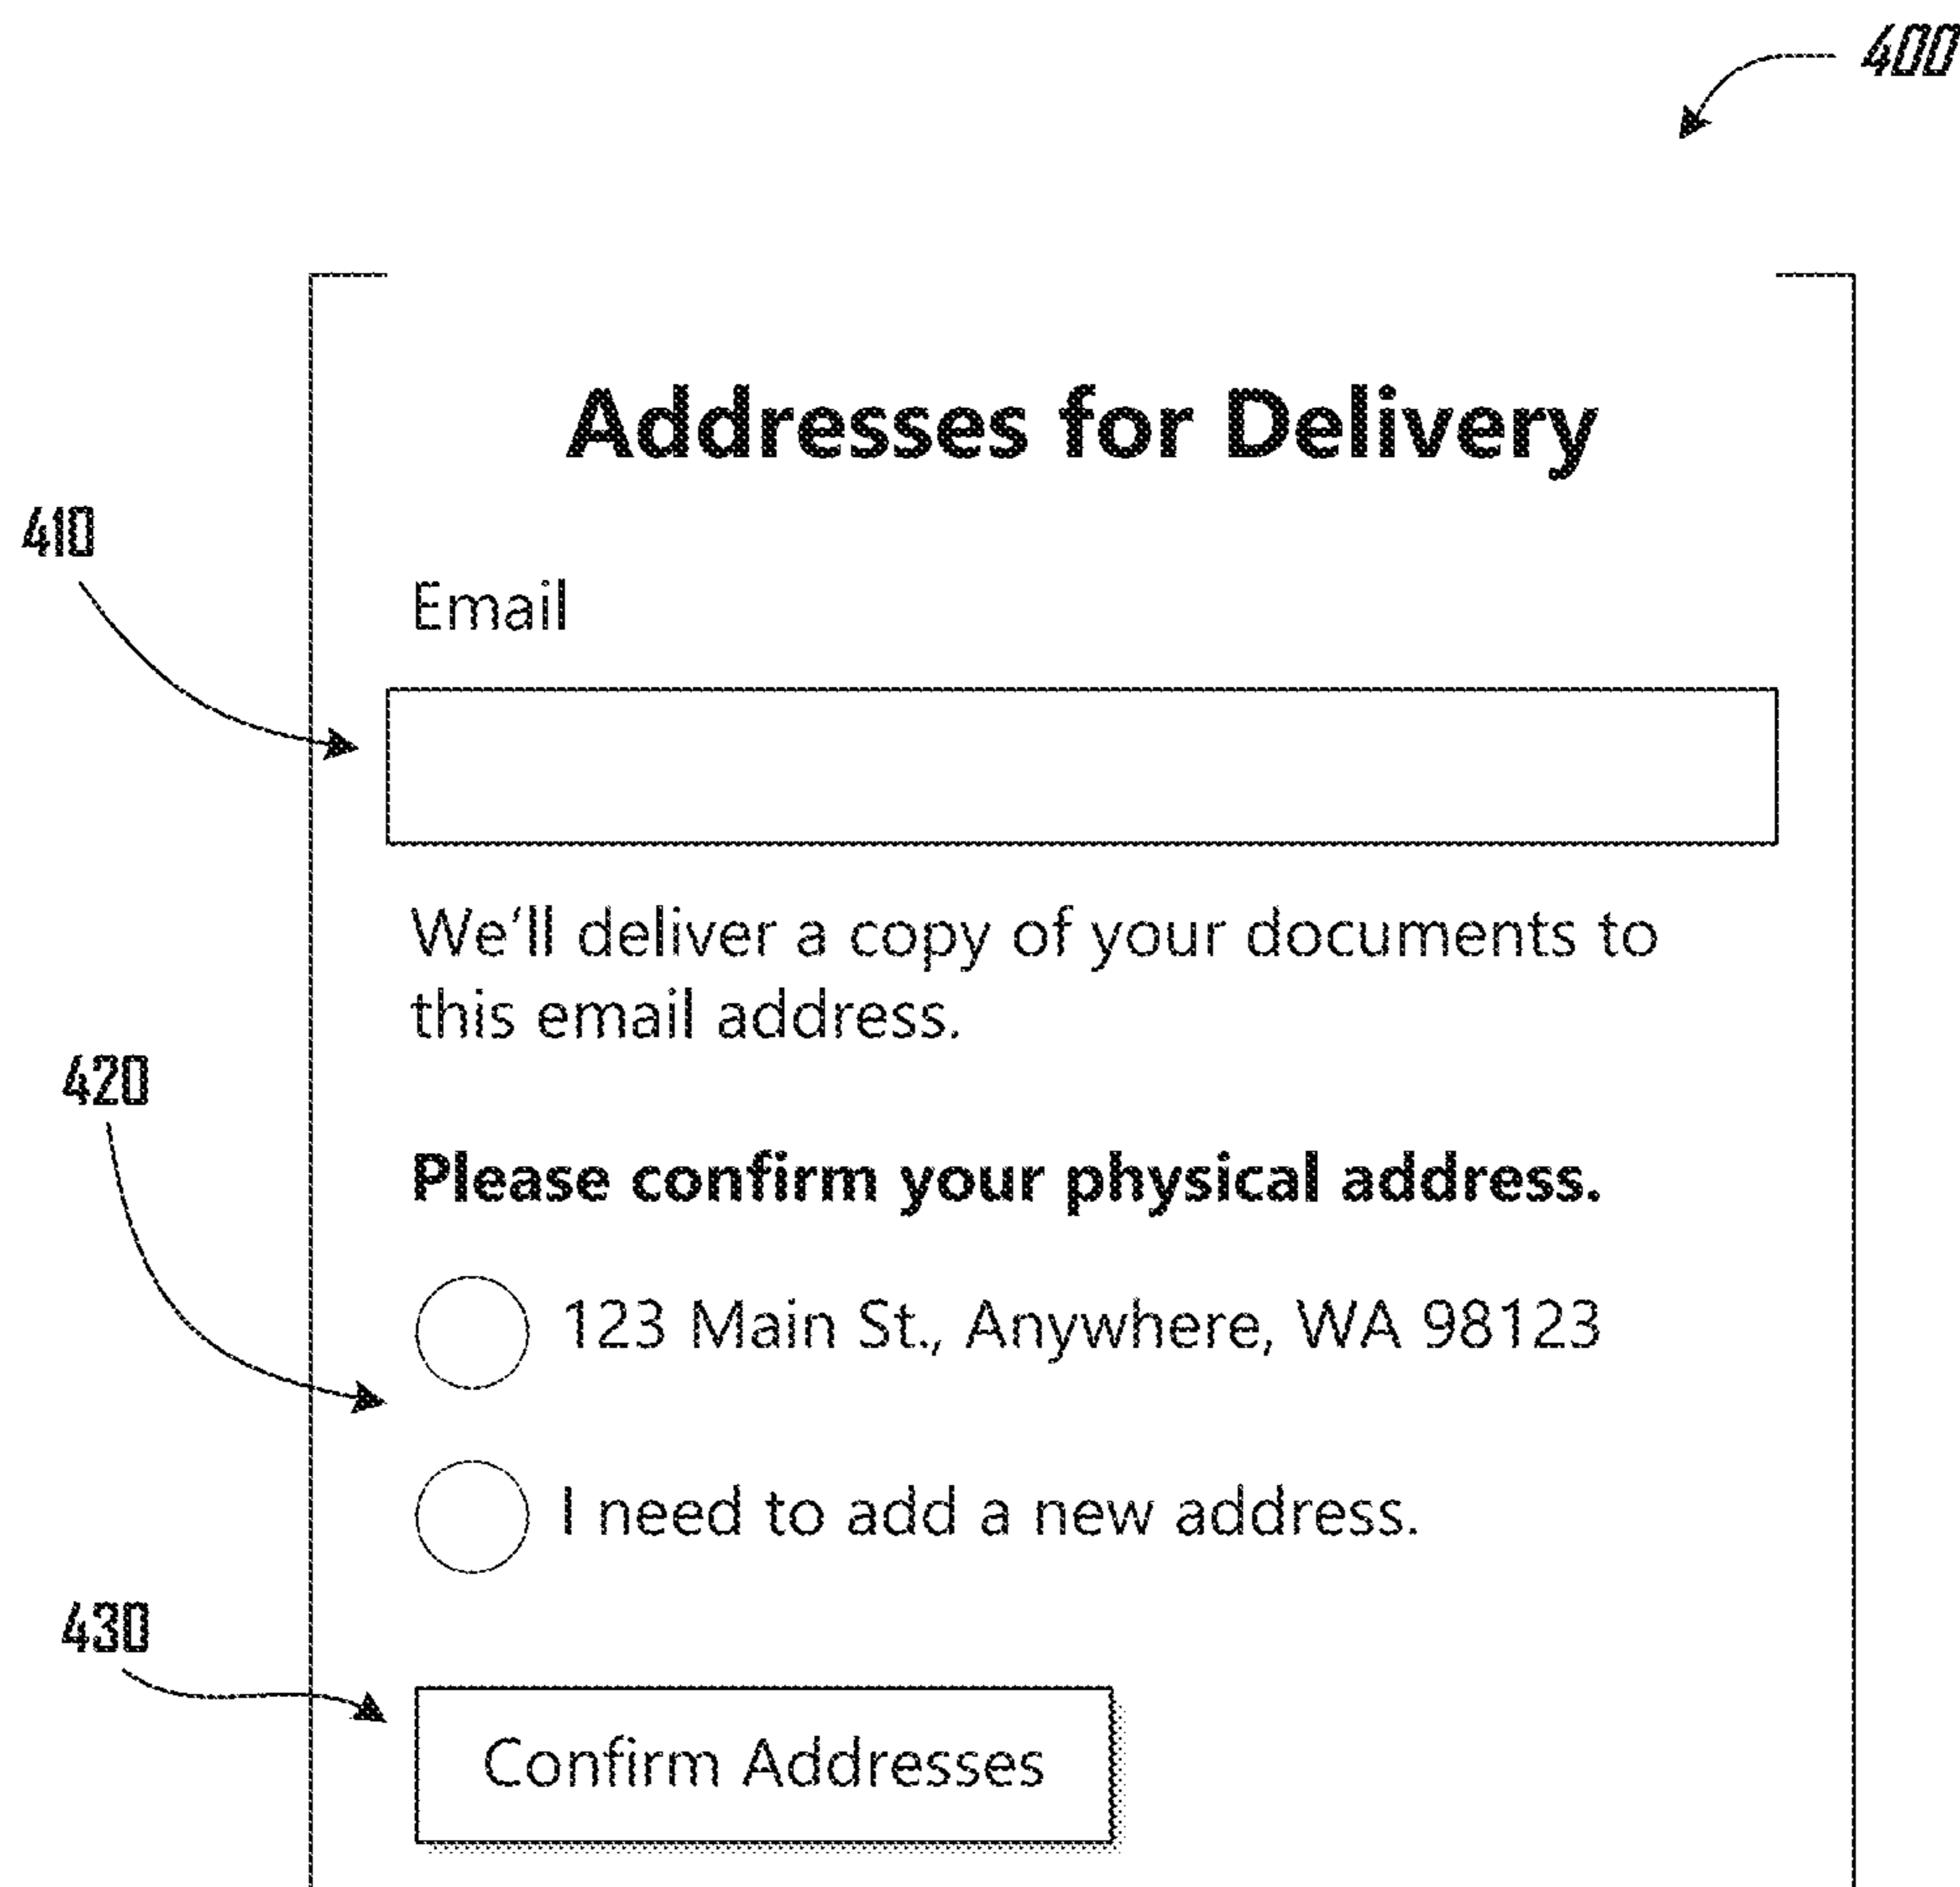 400
Addresses for Delivery
410
Email
We'll deliver a copy of your documents to
this email address.
420
Please confirm your physical address.
123 Main St., Anywhere, WA 98123
I need to add a new address.
430
Confirm Addresses